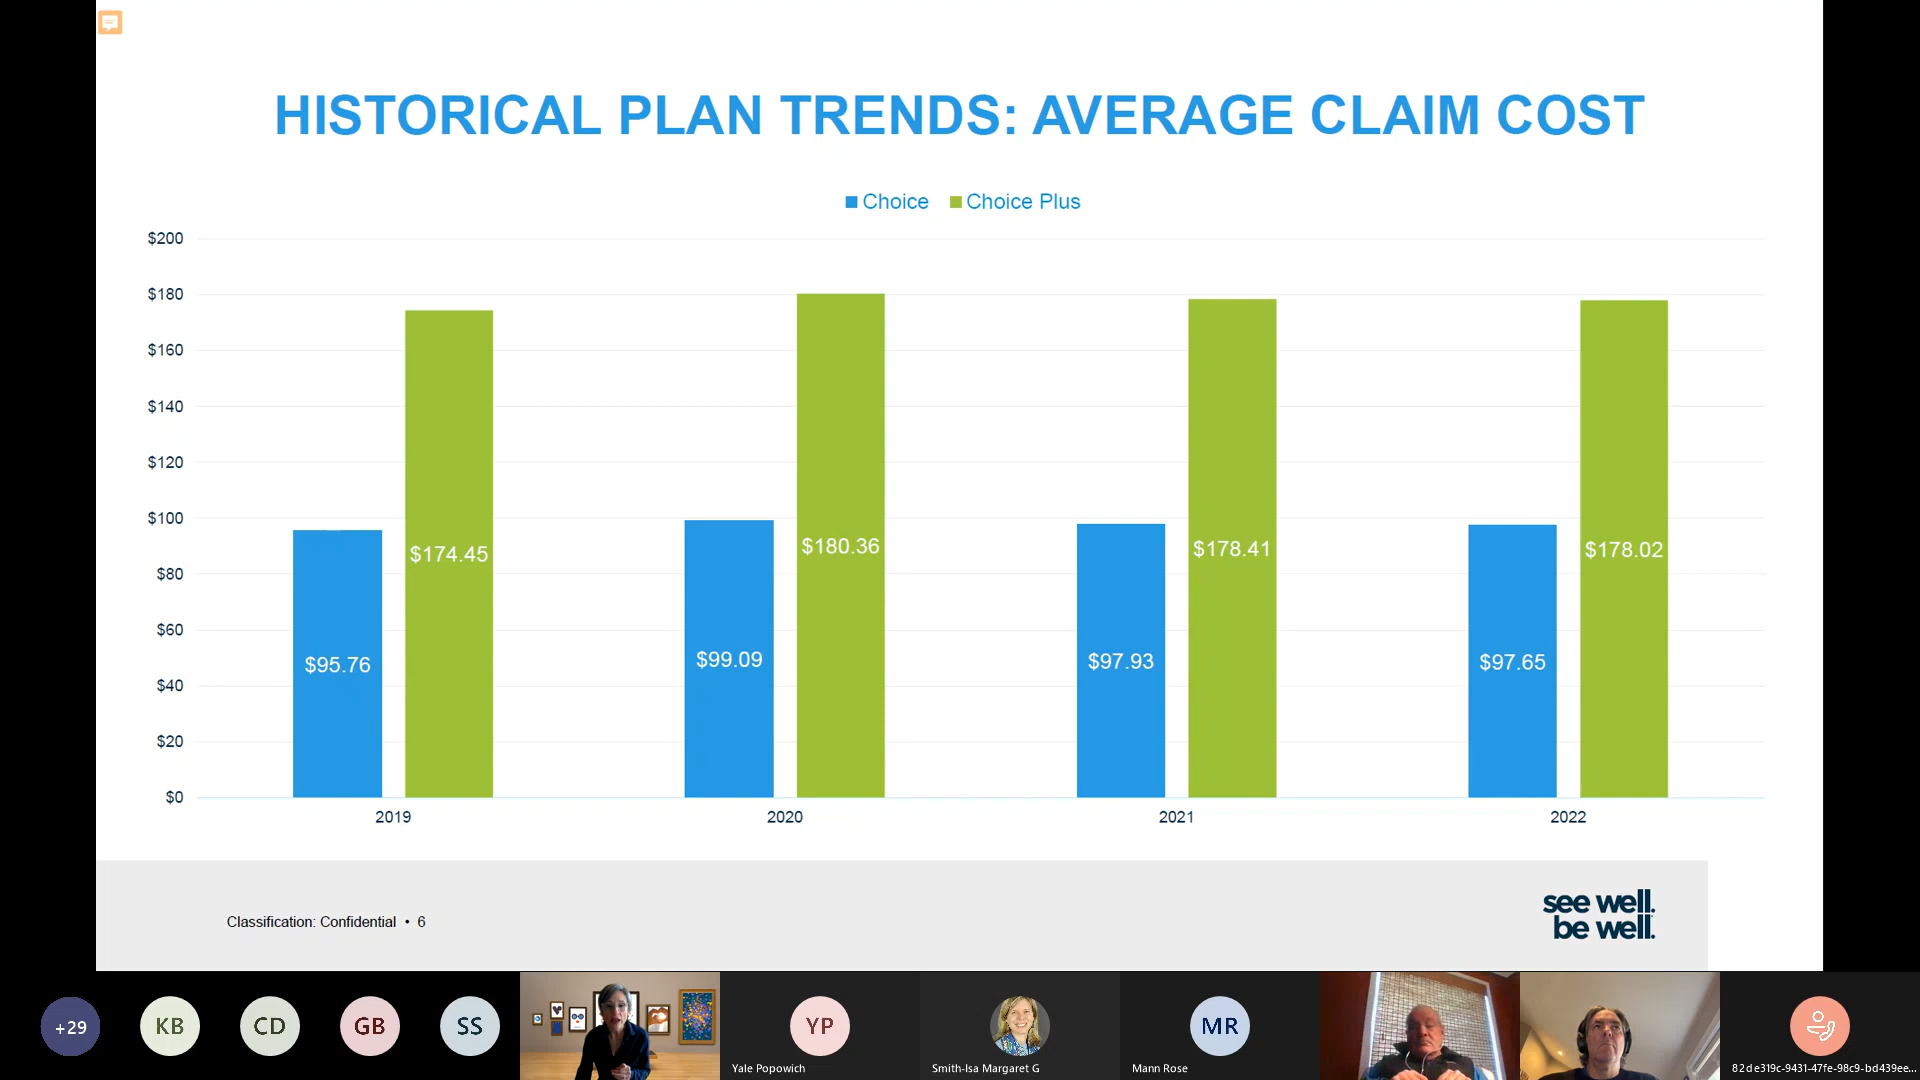 HISTORICAL PLAN TRENDS: AVERAGE CLAIM COST
Choice Choice Plus
$200
$180
$160
$140
$120
$100
$80
$60
$40
$20
$0
$95.76
$174.45
$99.09
$180.36
$97.93
$178.41
$97.65
$178.02
2019 2020 2021 2022
Classification: Confidential • 6
see well.
be well.
+29 KB CD GB SS YP MR
Yale Popowich
Smith-Isa Margaret G
Mann Rose
82de319c-9431-47fe-98c9-bd439ee...